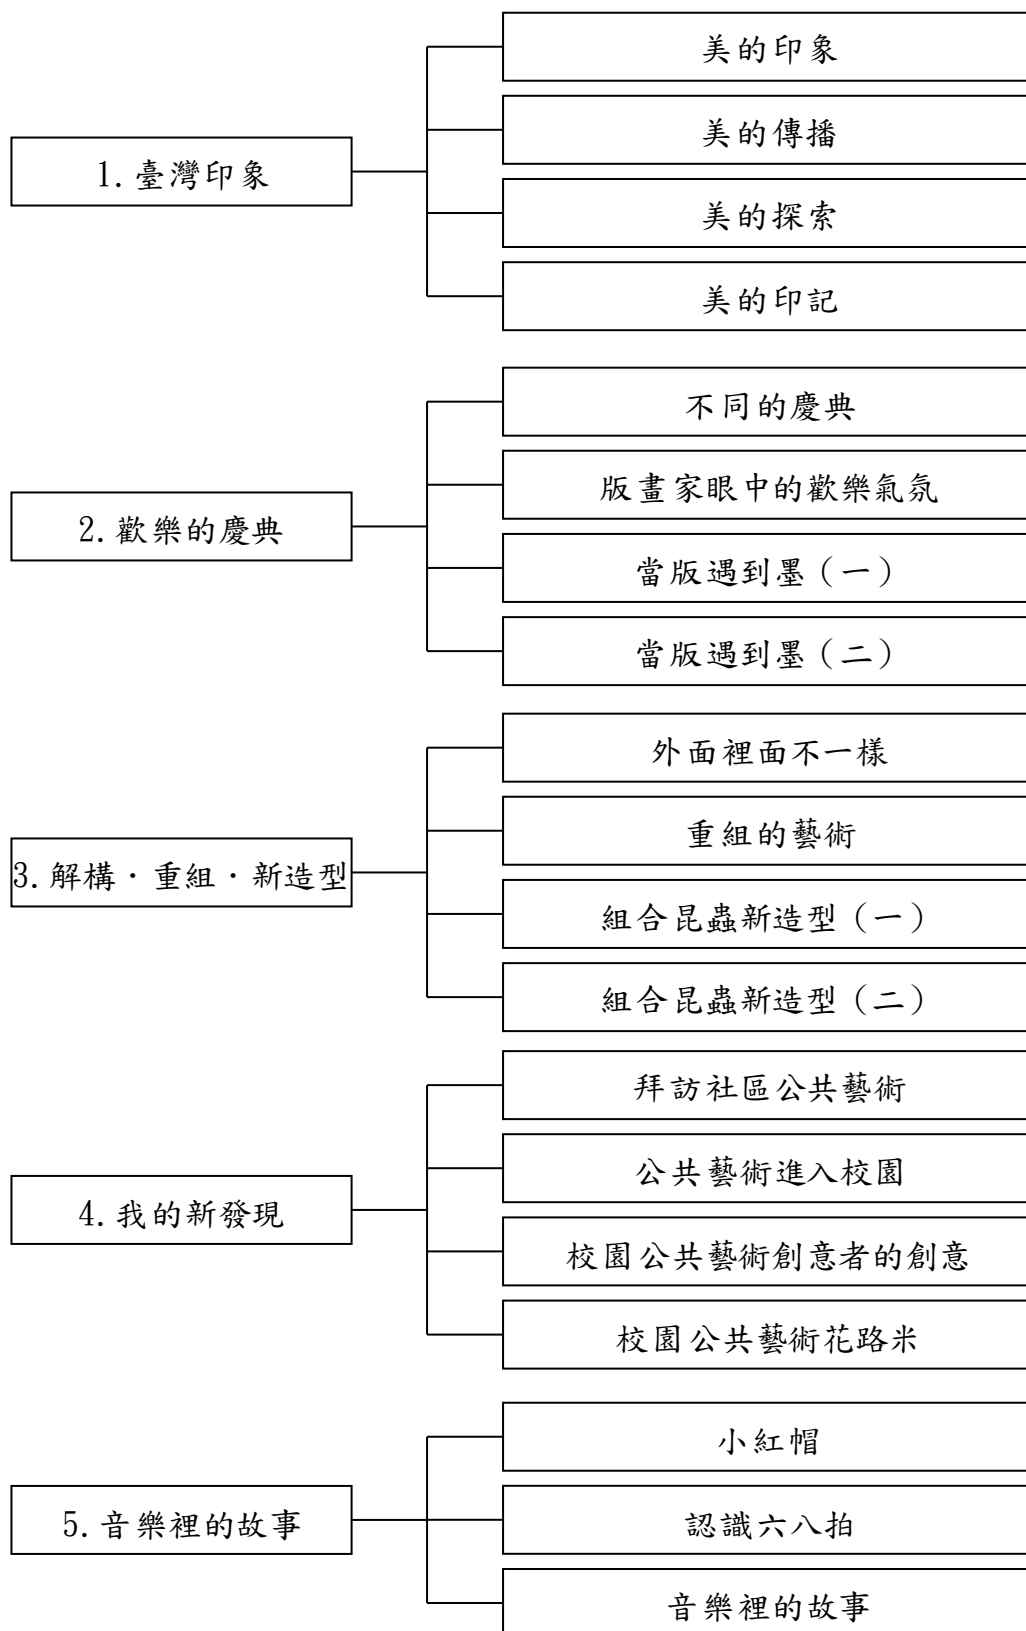 1.臺灣印象
美的印象
美的傳播
美的探索
美的印記
2.歡樂的慶典
不同的慶典
版畫家眼中的歡樂氣氛
當版遇到墨（一）
當版遇到墨（二）
3.解構．重組．新造型
外面裡面不一樣
重組的藝術
組合昆蟲新造型（一）
組合昆蟲新造型（二）
4.我的新發現
拜訪社區公共藝術
公共藝術進入校園
校園公共藝術創意者的創意
校園公共藝術花路米
5.音樂裡的故事
小紅帽
認識六八拍
音樂裡的故事